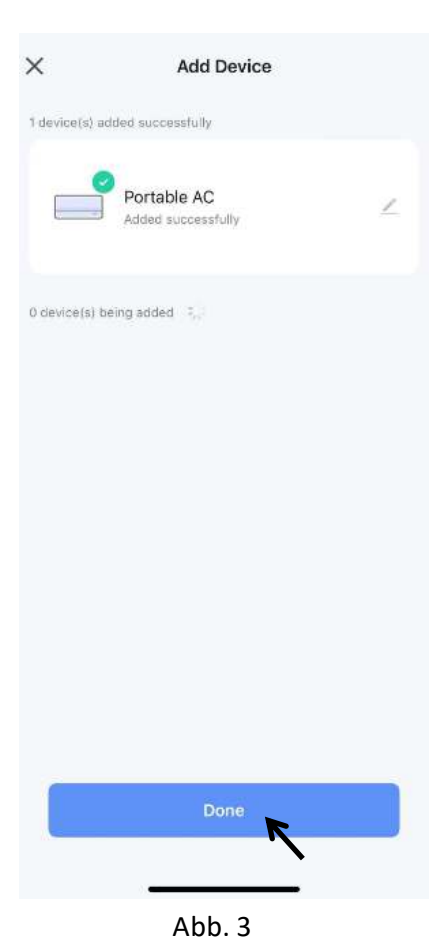 Add Device
1 device(s) added successfully
Portable AC
Added successfully
0 device(s) being added
Done
Abb. 3